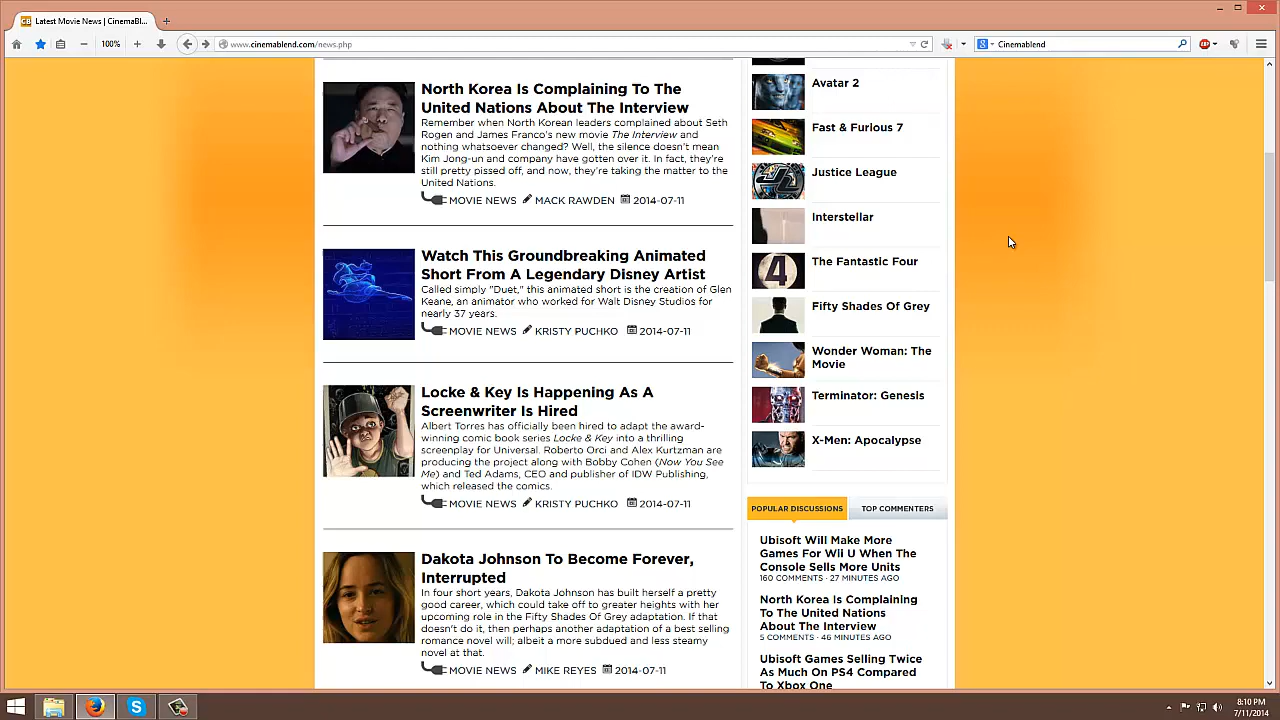 Latest Movie News | CinemaBl...
100%
www.cinemablend.com/news.php
Cinemablend
North Korea Is Complaining To The
United Nations About The Interview
Remember when North Korean leaders complained about Seth
Rogen and James Franco's new movie The Interview and
nothing whatsoever changed? Well, the silence doesn't mean
Kim Jong-un and company have gotten over it. In fact, they're
still pretty pissed off, and now, they're taking the matter to the
United Nations.
MOVIE NEWS MACK RAWDEN 2014-07-11
Watch This Groundbreaking Animated
Short From A Legendary Disney Artist
Called simply "Duet," this animated short is the creation of Glen
Keane, an animator who worked for Walt Disney Studios for
nearly 37 years.
MOVIE NEWS KRISTY PUCHKO 2014-07-11
Locke & Key Is Happening As A
Screenwriter Is Hired
Albert Torres has officially been hired to adapt the award-
winning comic book series Locke & Key into a thrilling
screenplay for Universal. Roberto Orci and Alex Kurtzman are
producing the project along with Bobby Cohen (Now You See
Me) and Ted Adams, CEO and publisher of IDW Publishing,
which released the comics.
MOVIE NEWS KRISTY PUCHKO 2014-07-11
Dakota Johnson To Become Forever,
Interrupted
In four short years, Dakota Johnson has built herself a pretty
good career, which could take off to greater heights with her
upcoming role in the Fifty Shades Of Grey adaptation. If that
doesn't do it, then perhaps another adaptation of a best selling
romance novel will; albeit a more subdued and less steamy
novel at that.
MOVIE NEWS MIKE REYES 2014-07-11
Avatar 2
Fast & Furious 7
Justice League
Interstellar
The Fantastic Four
4
Fifty Shades Of Grey
Wonder Woman: The
Movie
Terminator: Genesis
X-Men: Apocalypse
POPULAR DISCUSSIONS
TOP COMMENTERS
Ubisoft Will Make More
Games For Wii U When The
Console Sells More Units
160 COMMENTS · 27 MINUTES AGO
North Korea Is Complaining
To The United Nations
About The Interview
5 COMMENTS · 46 MINUTES AGO
Ubisoft Games Selling Twice
As Much On PS4 Compared
To Xbox One
8:10 PM
7/11/2014